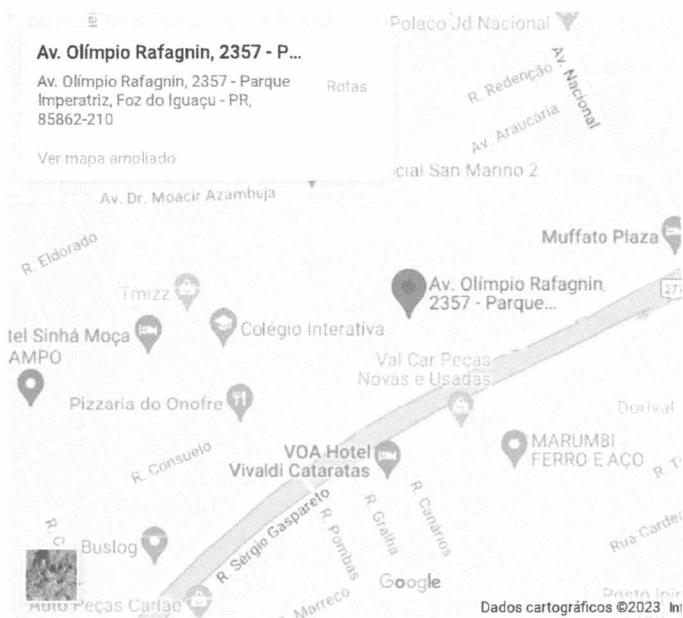 Polaco Jd Nacional
Av. Olímpio Rafagnin, 2357 - P...
Av. Olímpio Rafagnin, 2357 - Parque
Imperatriz, Foz do Iguaçu - PR,
85862-210
Rotas
Ver mapa ampliado
R. Redenção
Av. Nacional
Av. Araucária
cial San Marino 2
Av. Dr. Moacir Azambuja
R. Eldorado
Muffato Plaza
Tmizz
Av. Olímpio Rafagnin,
2357 - Parque...
277
tel Sinhá Moça
AMPO
Colégio Interativa
Val Car Peças
Novas e Usadas
Pizzaria do Onofre
Dorival
MARUMBI
FERRO E AÇO
VOA Hotel
Vivaldi Cataratas
R. Consuelo
R. Sérgio Gaspareto
R. Pombas
R. Gralha
R. Canários
Rua Cardei
Buslog
Google
Auto Peças Carlão
Marreco
Posto Ipir
Dados cartográficos ©2023